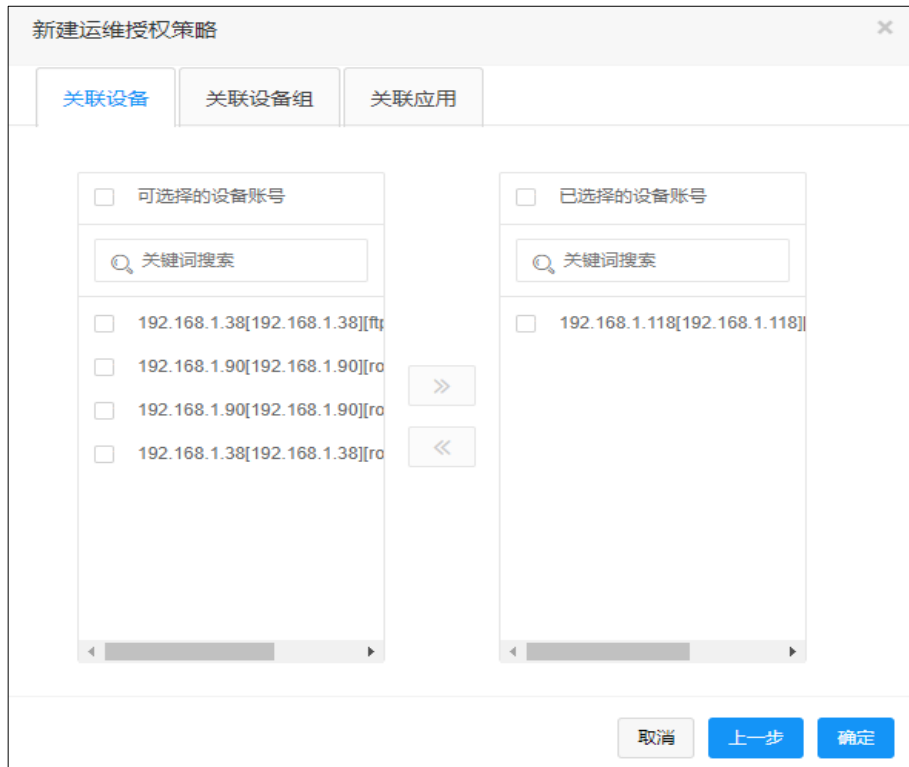 新建运维授权策略
关联设备 关联设备组 关联应用
可选择的设备账号
关键词搜索
192.168.1.38[192.168.1.38][ftp
192.168.1.90[192.168.1.90][ro
192.168.1.90[192.168.1.90][ro
192.168.1.38[192.168.1.38][ro
已选择的设备账号
关键词搜索
192.168.1.118[192.168.1.118][
取消 上一步 确定